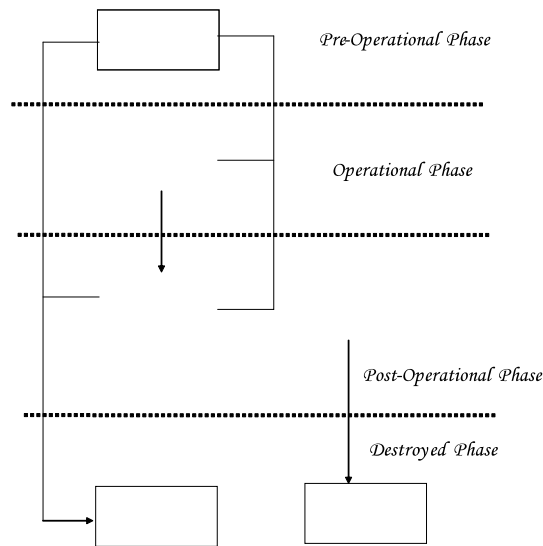 Pre-Operational Phase
Operational Phase
Post-Operational Phase
Destroyed Phase